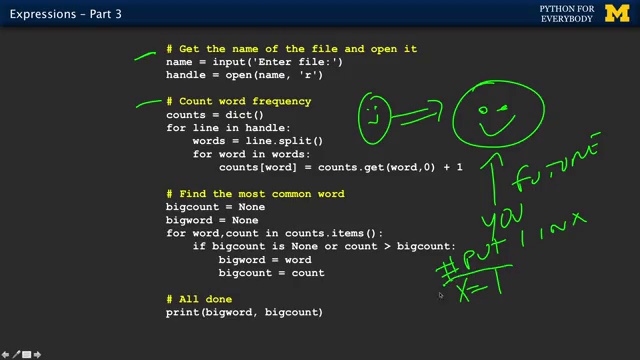 Expressions – Part 3
PYTHON FOR
EVERYBODY
# Get the name of the file and open it
name = input('Enter file:')
handle = open(name, 'r')
# Count word frequency
counts = dict()
for line in handle:
words = line.split()
for word in words:
counts[word] = counts.get(word,0) + 1
# Find the most common word
bigcount = None
bigword = None
for word,count in counts.items():
if bigcount is None or count > bigcount:
bigword = word
bigcount = count
# All done
print(bigword, bigcount)
FUTURE
YOU
#PUT 1 IN X
X=1